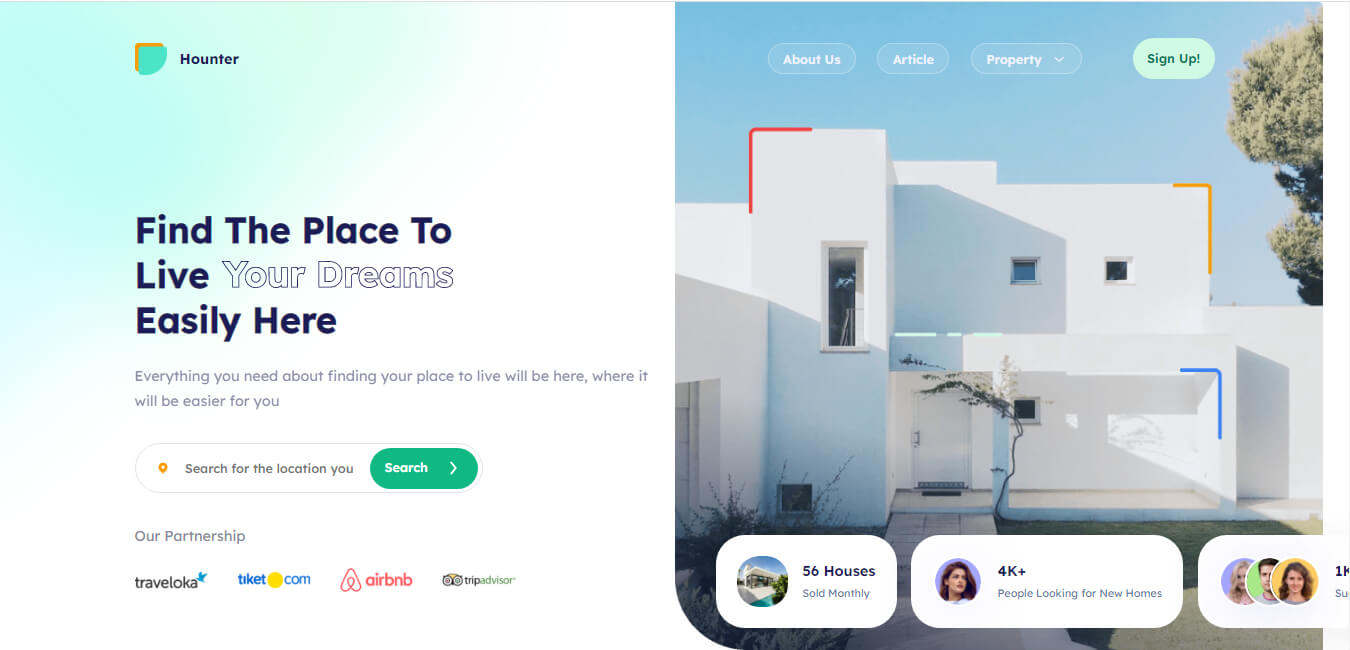 Hounter
About Us
Article
Property
Sign Up!
Find The Place To
Live Your Dreams
Easily Here
Everything you need about finding your place to live will be here, where it
will be easier for you
Search for the location you
Search
Our Partnership
traveloka
tiket.com
airbnb
tripadvisor
56 Houses
Sold Monthly
4K+
People Looking for New Homes